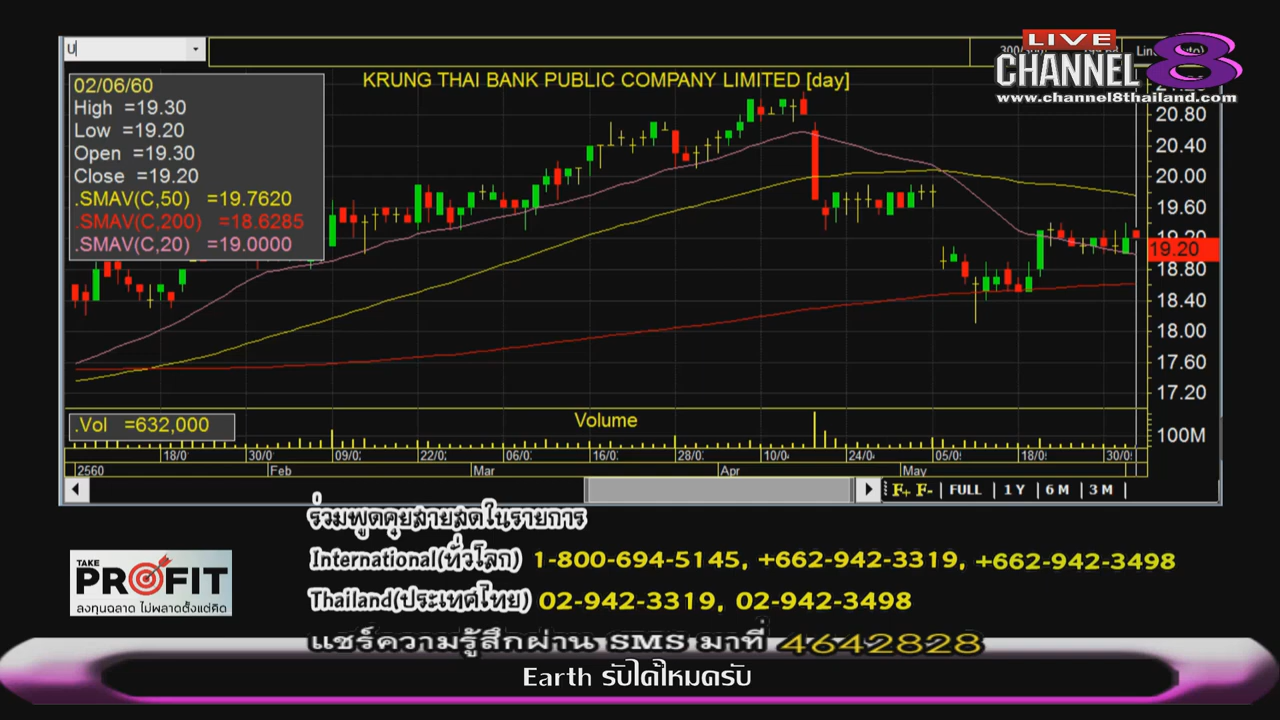 U
LIVE
CHANNEL 8
www.channel8thailand.com
KRUNG THAI BANK PUBLIC COMPANY LIMITED [day]
02/06/60
High =19.30
Low =19.20
Open =19.30
Close =19.20
.SMAV(C,50) =19.7620
.SMAV(C,200) =18.6285
.SMAV(C,20) =19.0000
20.80
20.40
20.00
19.60
19.20
18.80
18.40
18.00
17.60
17.20
.Vol =632,000
Volume
100M
18/0 30/0 09/0 22/0 06/0 16/0 28/0 10/0 24/0 05/0 18/0 30/0
2560 Feb Mar Apr May
F+ F- FULL 1 Y 6 M 3 M
ร่วมพูดคุยสายสดในรายการ
International(ทั่วโลก) 1-800-694-5145, +662-942-3319, +662-942-3498
TAKE PROFIT
ลงทุนฉลาด ไม่พลาดตั้งแต่คิด
Thailand(ประเทศไทย) 02-942-3319, 02-942-3498
แชร์ความรู้สึกผ่าน SMS มาที่ 4642828
Earth รับได้ไหมครับ